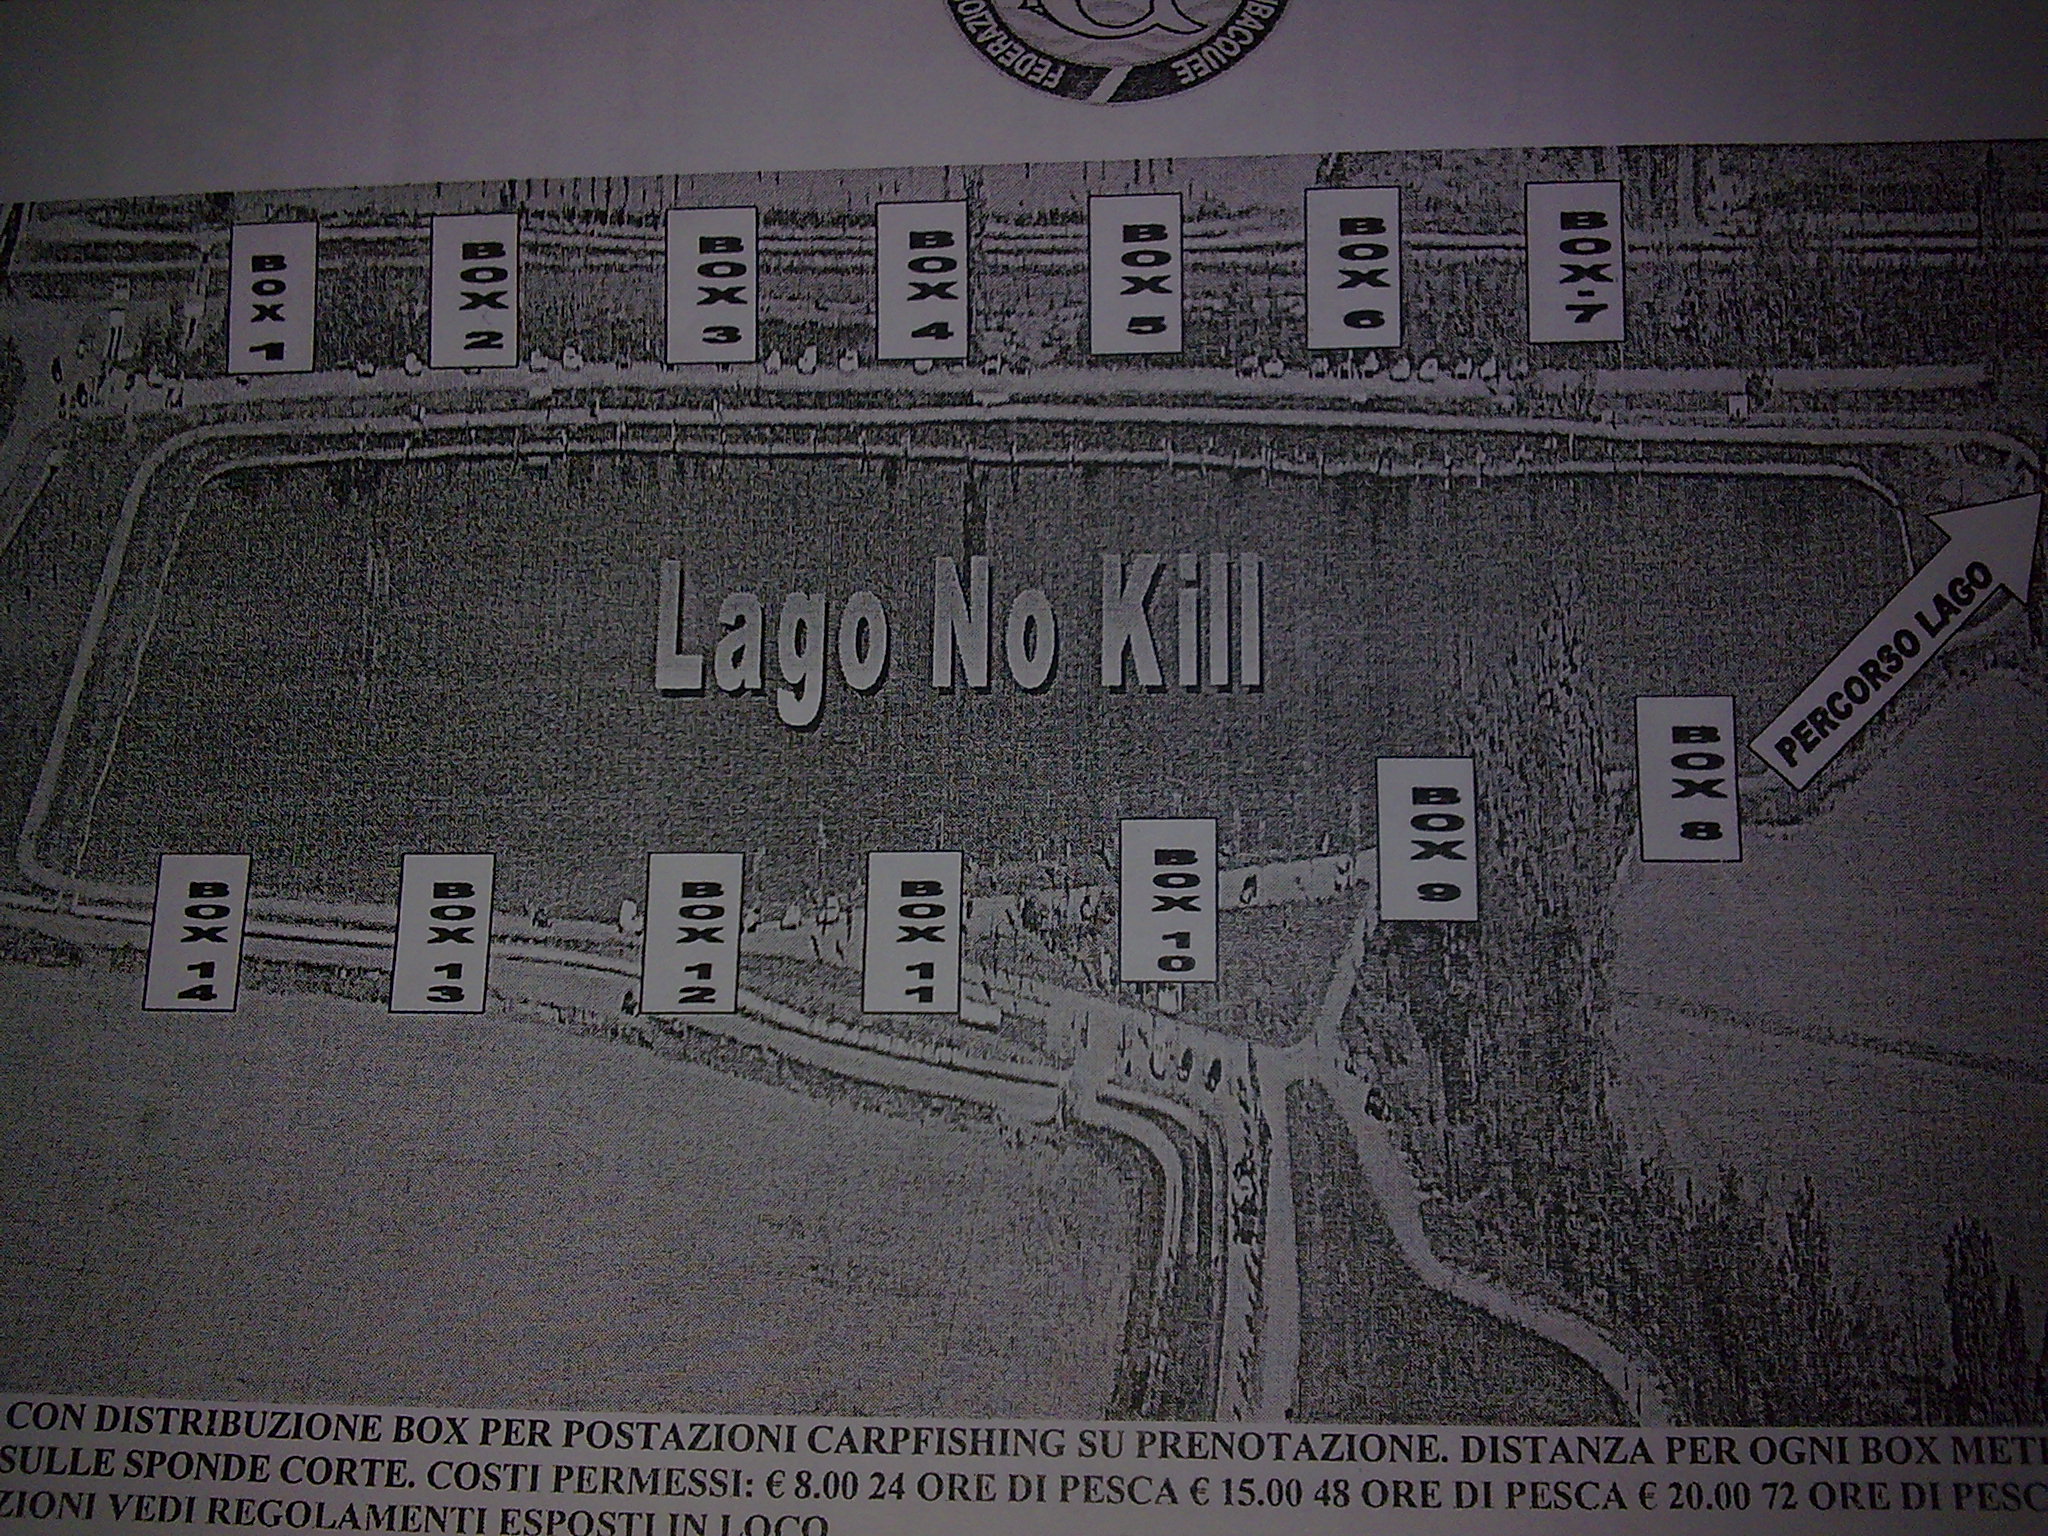 FEDERAZIO
BACQUEE
BOX 1
BOX 2
BOX 3
BOX 4
BOX 5
BOX 6
BOX-7
Lago No Kill
PERCORSO LAGO
BOX 8
BOX 9
BOX 10
BOX 11
BOX 12
BOX 13
BOX 14
CON DISTRIBUZIONE BOX PER POSTAZIONI CARPFISHING SU PRENOTAZIONE. DISTANZA PER OGNI BOX MET
SULLE SPONDE CORTE. COSTI PERMESSI: € 8.00 24 ORE DI PESCA € 15.00 48 ORE DI PESCA € 20.00 72 ORE DI PESC
ZIONI VEDI REGOLAMENTI ESPOSTI IN LOCO